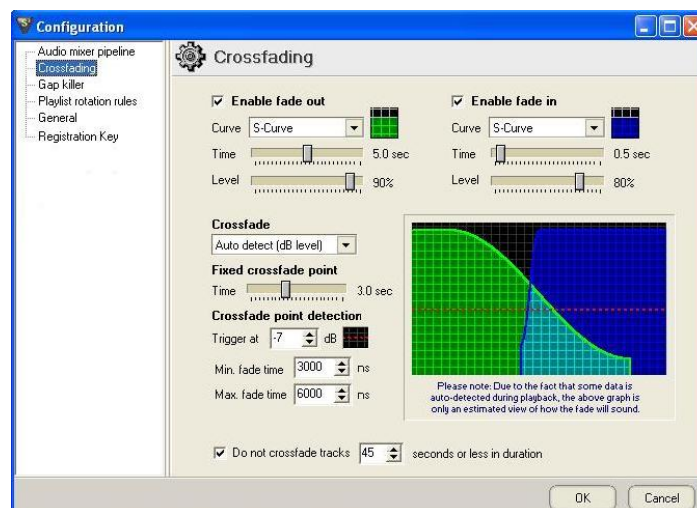 Configuration
Audio mixer pipeline
Crossfading
Gap killer
Playlist rotation rules
General
Registration Key
Crossfading
Enable fade out
Curve S-Curve
Time 5.0 sec
Level 90%
Enable fade in
Curve S-Curve
Time 0.5 sec
Level 80%
Crossfade
Auto detect (dB level)
Fixed crossfade point
Time 3.0 sec
Crossfade point detection
Trigger at -7 dB
Min. fade time 3000 ns
Max. fade time 6000 ns
Please note: Due to the fact that some data is
auto-detected during playback, the above graph is
only an estimated view of how the fade will sound.
Do not crossfade tracks 45 seconds or less in duration
OK Cancel